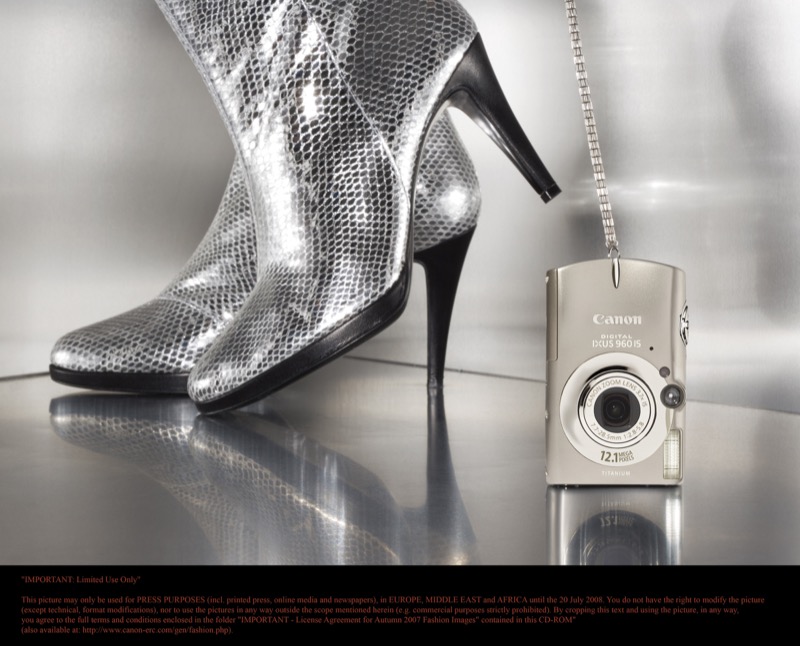 Canon
DIGITAL
IXUS 960 IS
CANON ZOOM LENS
12.1 MEGA PIXELS
TITANIUM
"IMPORTANT: Limited Use Only"
This picture may only be used for PRESS PURPOSES (incl. printed press, online media and newspapers), in EUROPE, MIDDLE EAST and AFRICA until the 20 July 2008. You do not have the right to modify the picture
(except technical, format modifications), nor to use the pictures in any way outside the scope mentioned herein (e.g. commercial purposes strictly prohibited). By cropping this text and using the picture, in any way,
you agree to the full terms and conditions enclosed in the folder "IMPORTANT - License Agreement for Autumn 2007 Fashion Images" contained in this CD-ROM"
(also available at: http://www.canon-erc.com/gen/fashion.php).